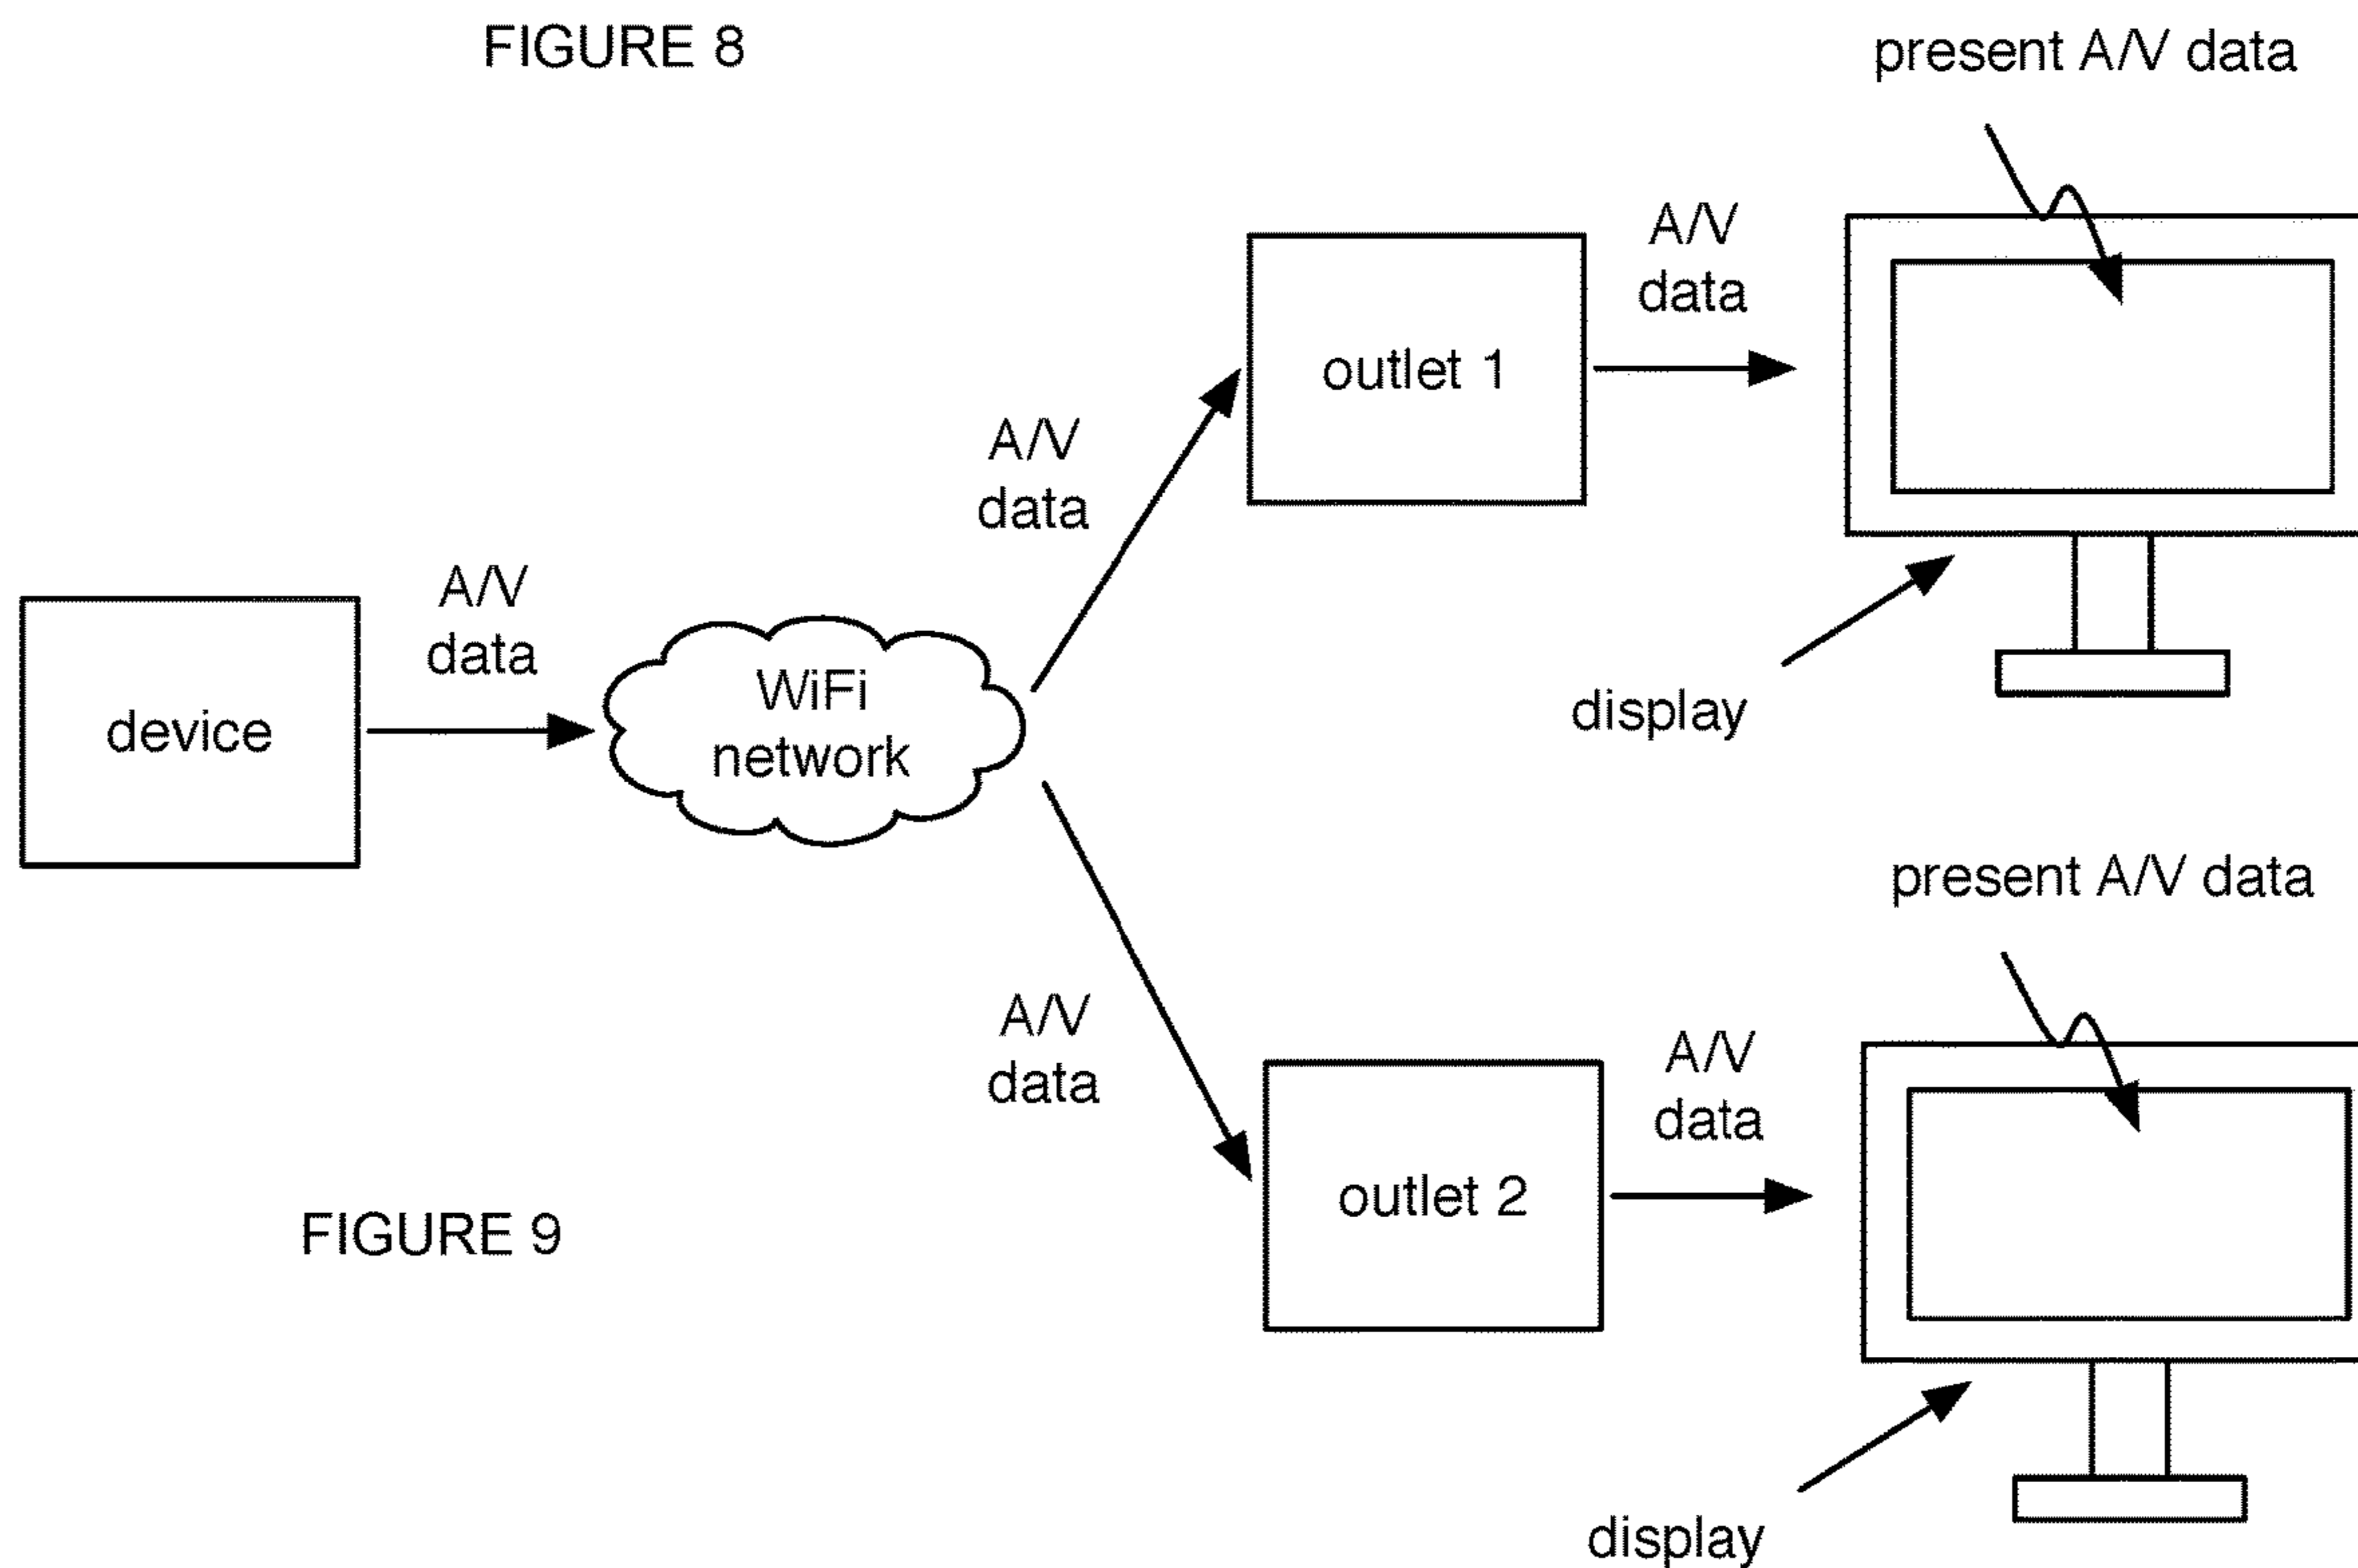 FIGURE 8
present A/V data
A/V
data
outlet 1
A/V
data
A/V
data
device
WiFi
network
display
present A/V data
A/V
data
A/V
data
outlet 2
FIGURE 9
display